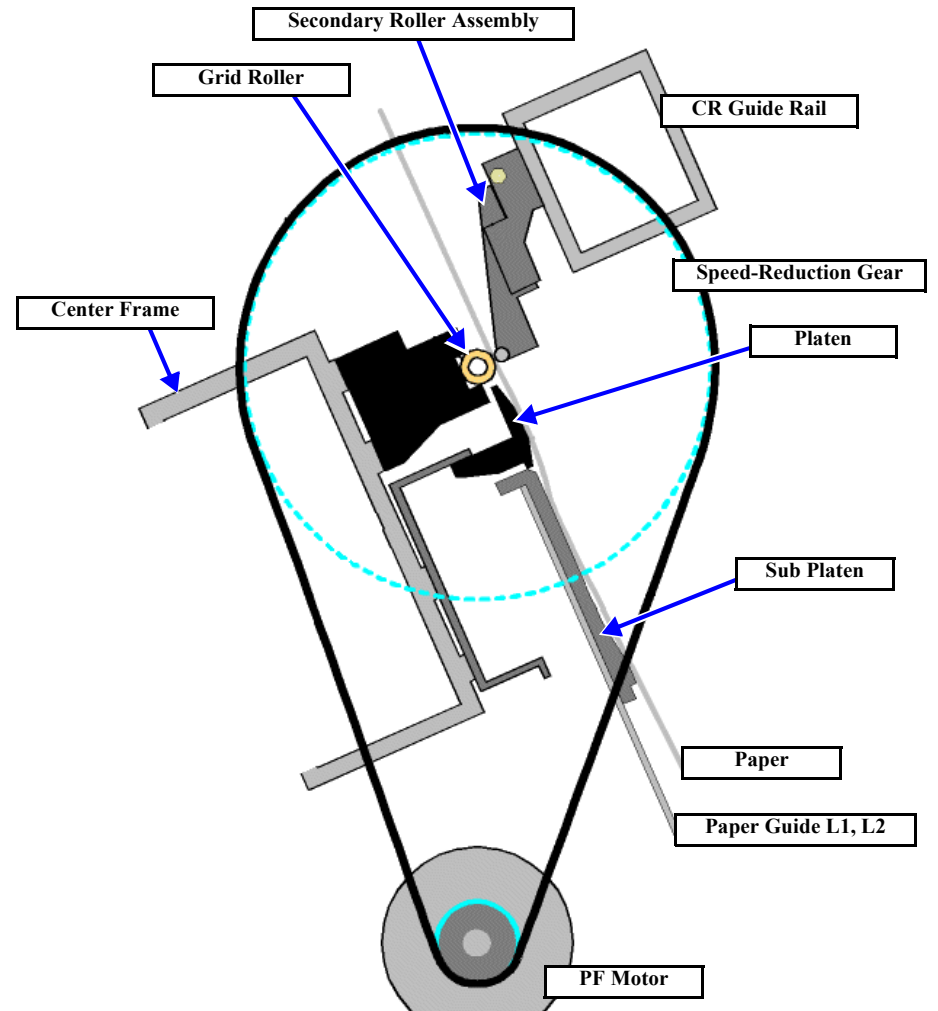 Secondary Roller Assembly
Grid Roller
CR Guide Rail
Speed-Reduction Gear
Center Frame
Platen
Sub Platen
Paper
Paper Guide L1, L2
PF Motor